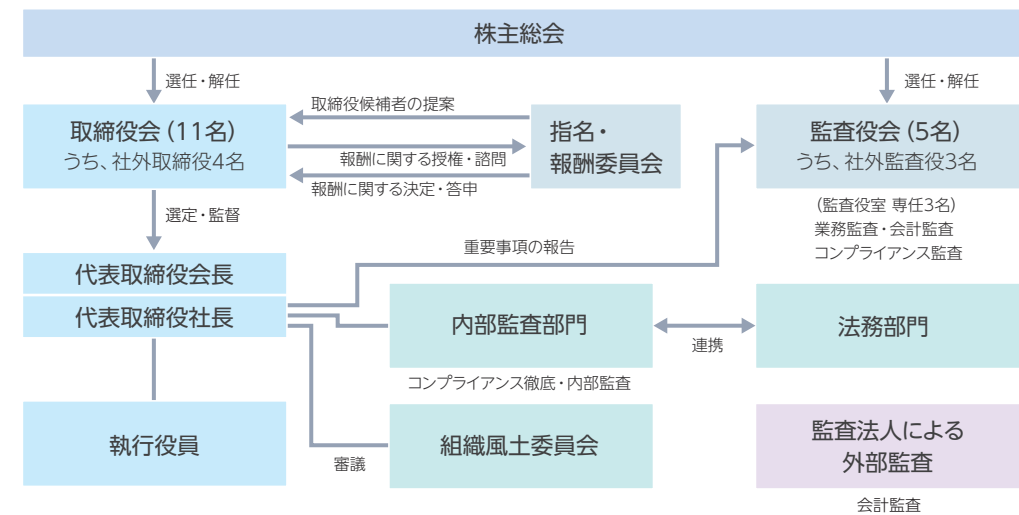 株主総会
選任・解任
選任・解任
取締役会（11名）
うち、社外取締役4名
取締役候補者の提案
報酬に関する授権・諮問
報酬に関する決定・答申
指名・
報酬委員会
監査役会（5名）
うち、社外監査役3名
（監査役室 専任3名）
業務監査・会計監査
コンプライアンス監査
選定・監督
重要事項の報告
代表取締役会長
代表取締役社長
内部監査部門
連携
法務部門
コンプライアンス徹底・内部監査
執行役員
審議
組織風土委員会
監査法人による
外部監査
会計監査